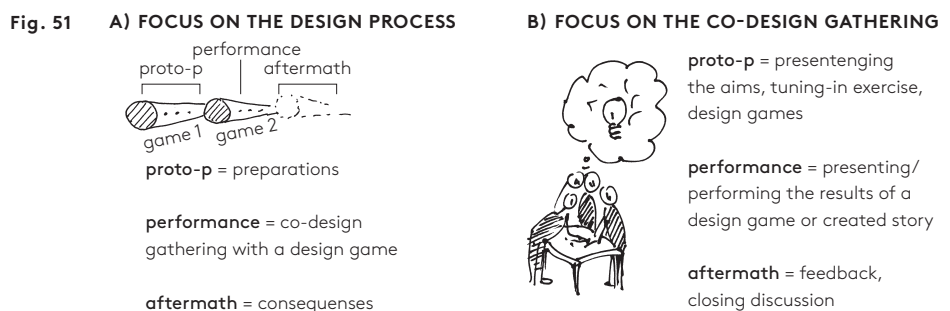 Fig. 51
A) FOCUS ON THE DESIGN PROCESS
performance
proto-p
aftermath
game 1
game 2
proto-p = preparations
performance = co-design
gathering with a design game
aftermath = consequenses
B) FOCUS ON THE CO-DESIGN GATHERING
proto-p = presentenging
the aims, tuning-in exercise,
design games
performance = presenting/
performing the results of a
design game or created story
aftermath = feedback,
closing discussion